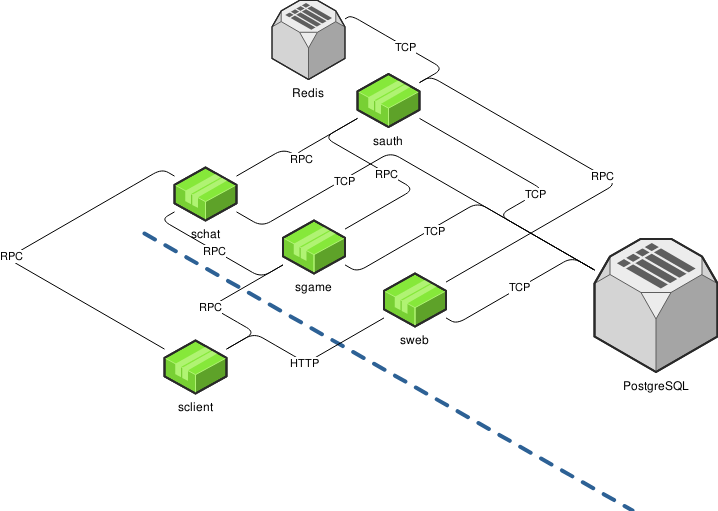 TCP
Redis
sauth
RPC
RPC
TCP
RPC
TCP
schat
TCP
RPC
RPC
sgame
TCP
RPC
sweb
HTTP
PostgreSQL
sclient